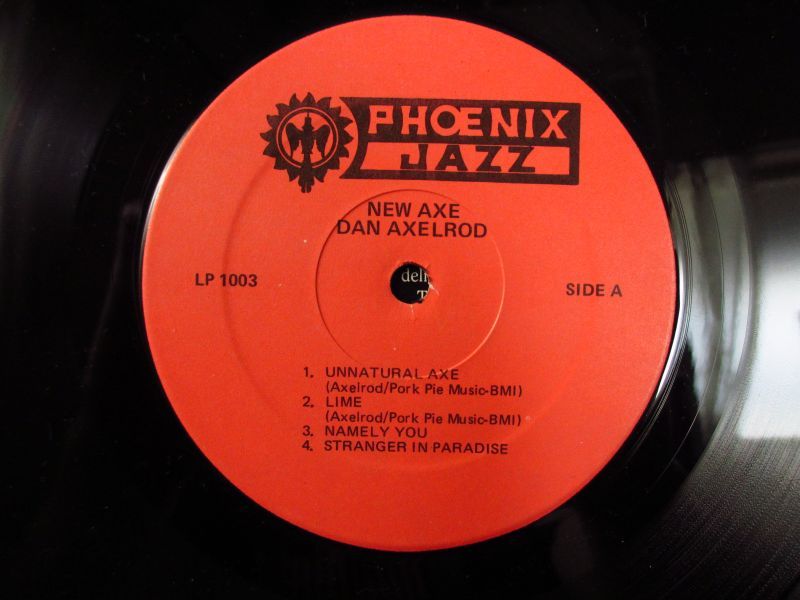 PHŒNIX
JAZZ
NEW AXE
DAN AXELROD
LP 1003
SIDE A
1. UNNATURAL AXE
(Axelrod/Pork Pie Music-BMI)
2. LIME
(Axelrod/Pork Pie Music-BMI)
3. NAMELY YOU
4. STRANGER IN PARADISE